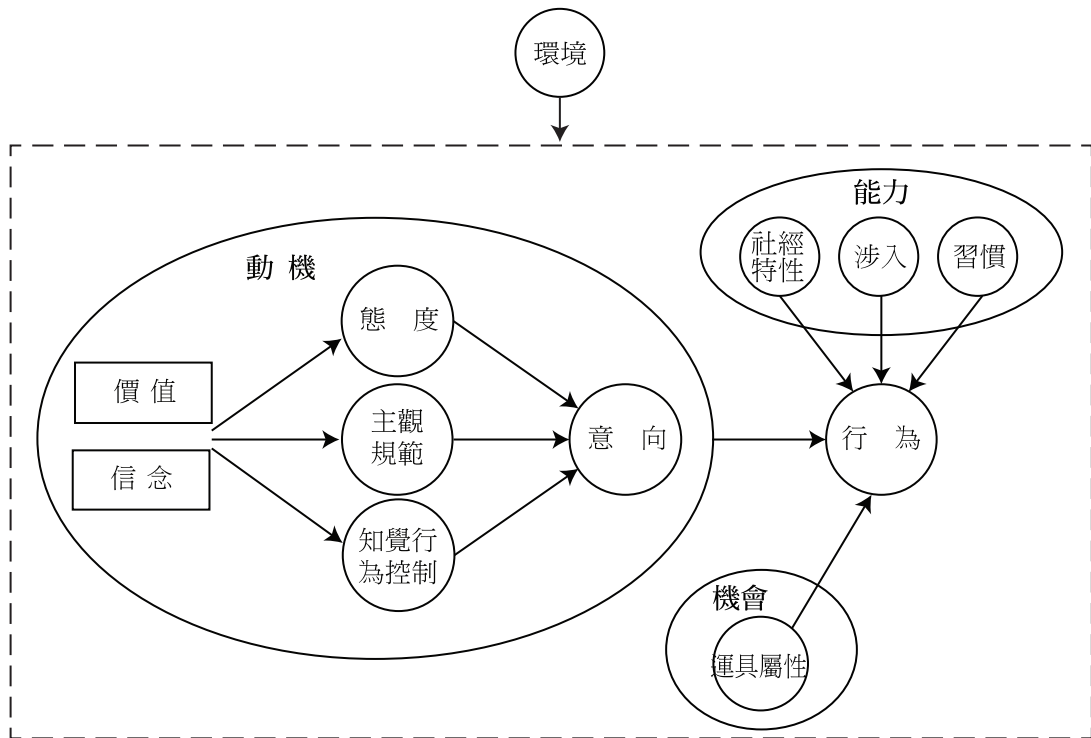 環境
能力
社經
特性
涉入
習慣
動 機
態 度
價 值
主觀
規範
意 向
行 為
信 念
知覺行
為控制
機會
運具屬性